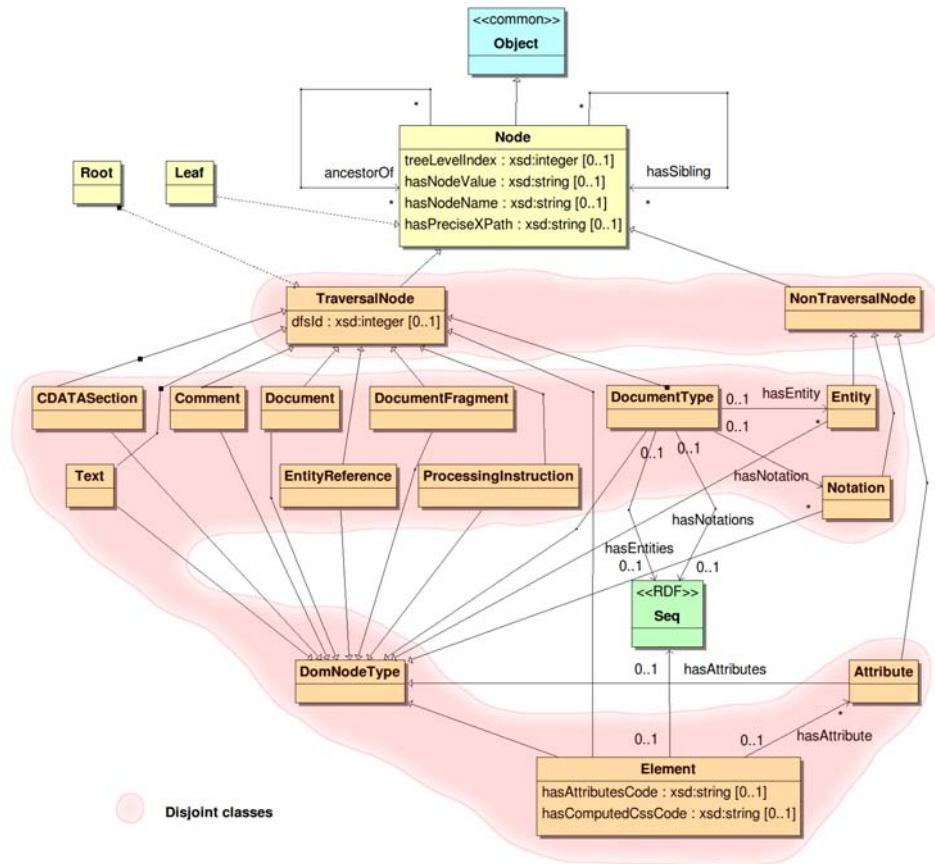 <<common>>
Object
*
*
Node
treeLevelIndex : xsd:integer [0..1]
hasNodeValue : xsd:string [0..1]
hasNodeName : xsd:string [0..1]
hasPreciseXPath : xsd:string [0..1]
ancestorOf
*
hasSibling
*
Root
Leaf
TraversalNode
dfsId : xsd:integer [0..1]
NonTraversalNode
CDATASection
Comment
Document
DocumentFragment
DocumentType
0..1
hasEntity
*
Entity
0..1
0..1
0..1
Text
EntityReference
ProcessingInstruction
hasNotation
*
Notation
hasNotations
hasEntities
0..1
0..1
<<RDF>>
Seq
DomNodeType
0..1
hasAttributes
Attribute
*
0..1
0..1
hasAttribute
Element
hasAttributesCode : xsd:string [0..1]
hasComputedCssCode : xsd:string [0..1]
Disjoint classes